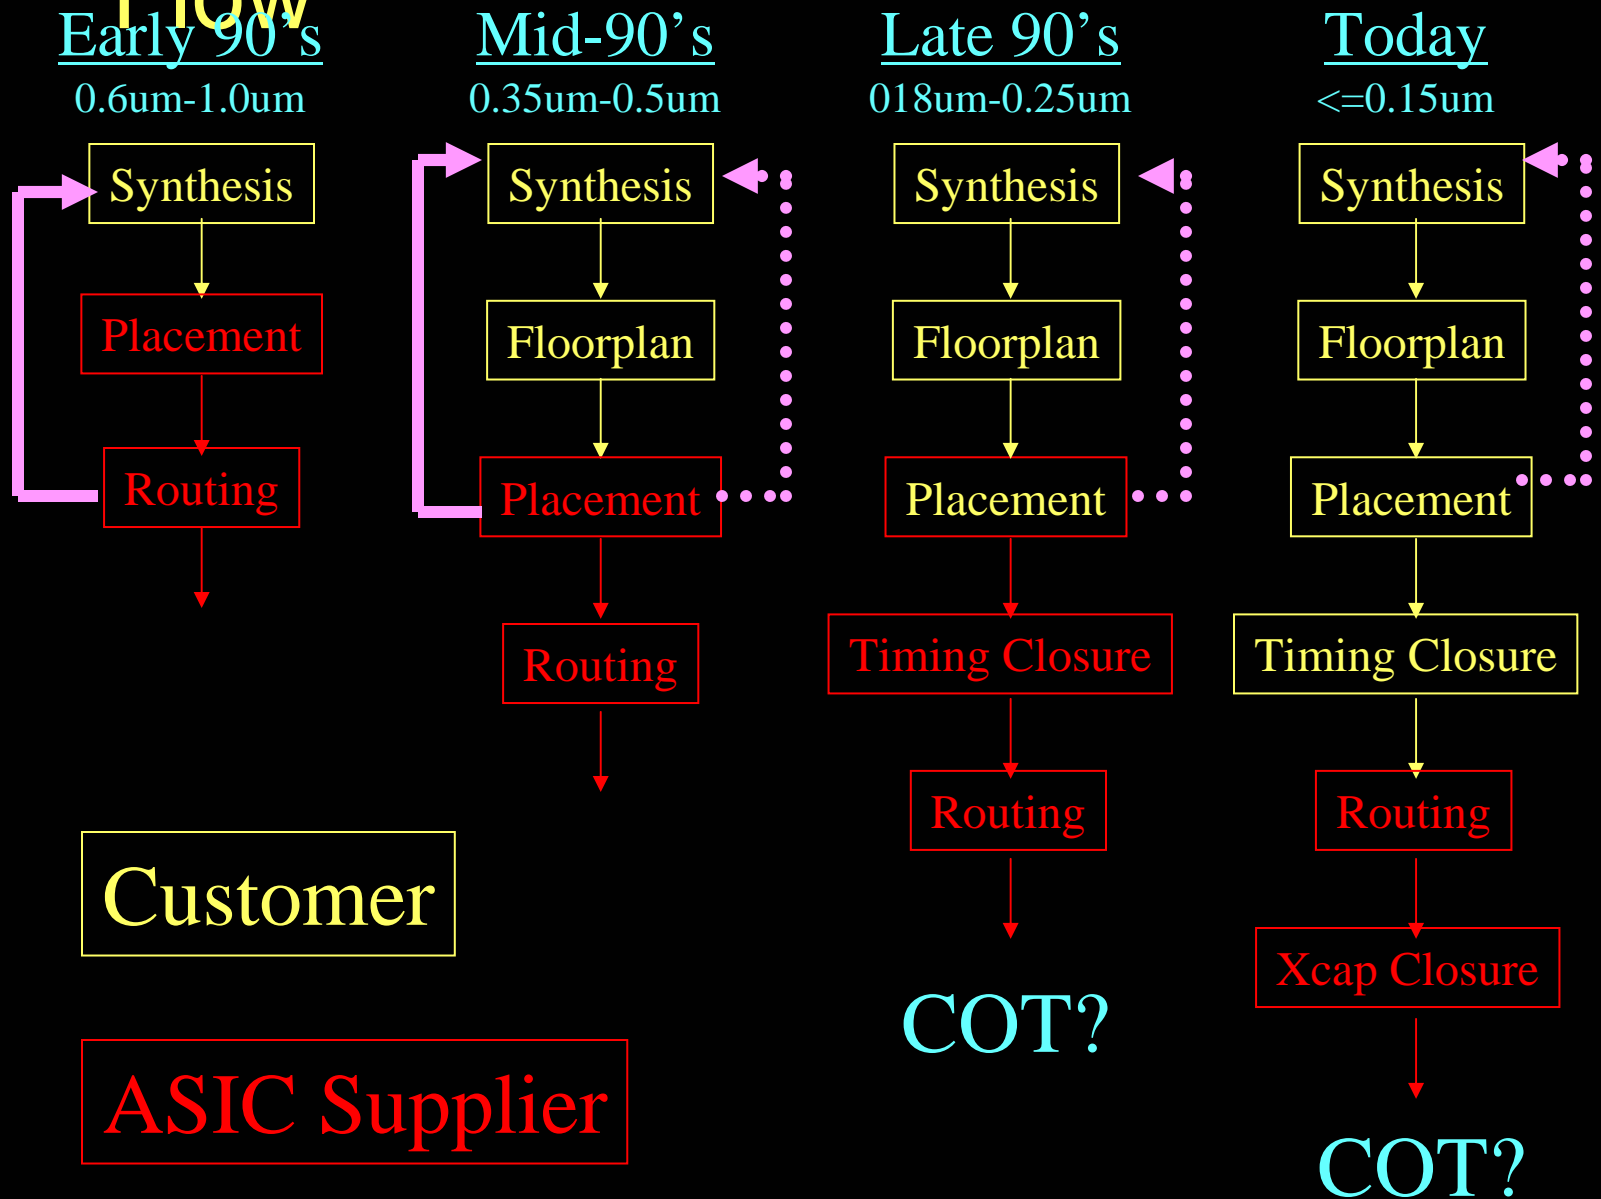 Flow
Early 90’s
0.6um-1.0um
Synthesis
Placement
Routing
Mid-90’s
0.35um-0.5um
Synthesis
Floorplan
Placement
Routing
Late 90’s
018um-0.25um
Synthesis
Floorplan
Placement
Timing Closure
Routing
COT?
Today
<=0.15um
Synthesis
Floorplan
Placement
Timing Closure
Routing
Xcap Closure
COT?
Customer
ASIC Supplier